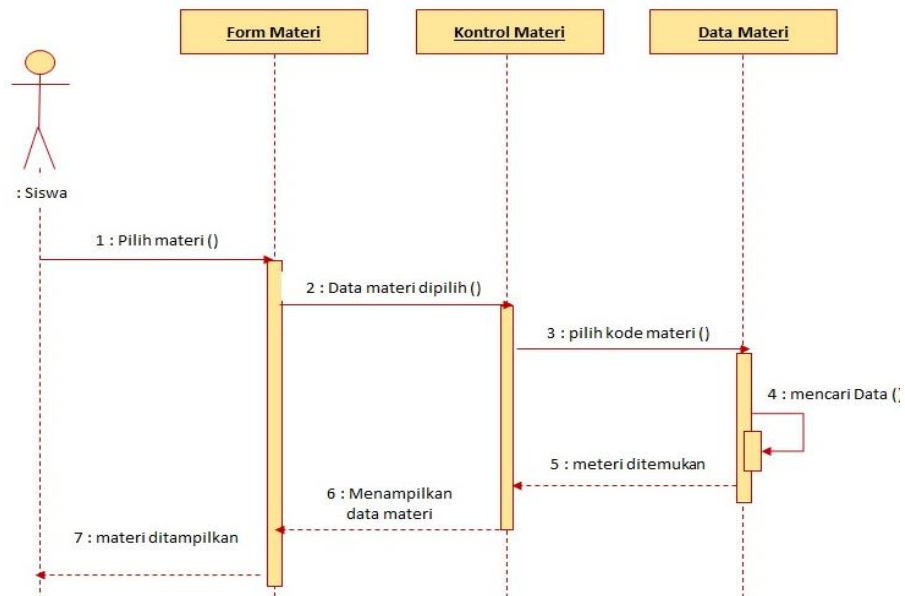 Form Materi
Kontrol Materi
Data Materi
: Siswa
1 : Pilih materi ()
2 : Data materi dipilih ()
3 : pilih kode materi ()
4 : mencari Data ()
5 : meteri ditemukan
6 : Menampilkan
data materi
7 : materi ditampilkan